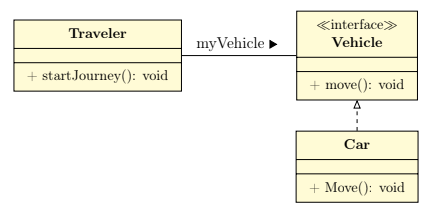 Traveler
+ startJourney(): void
myVehicle ▶
≪interface≫
Vehicle
+ move(): void
Car
+ Move(): void